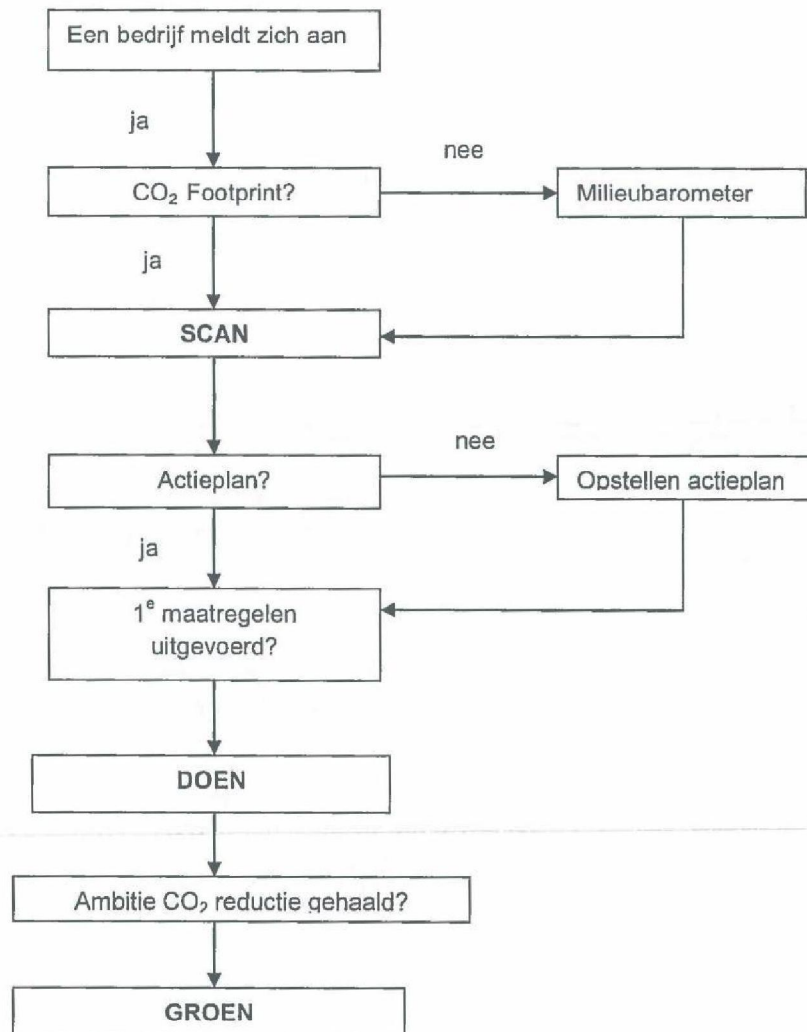 Een bedrijf meldt zich aan
ja
nee
CO₂ Footprint?
Milieubarometer
ja
SCAN
nee
Actieplan?
Opstellen actieplan
ja
1ᵉ maatregelen
uitgevoerd?
DOEN
Ambitie CO₂ reductie gehaald?
GROEN